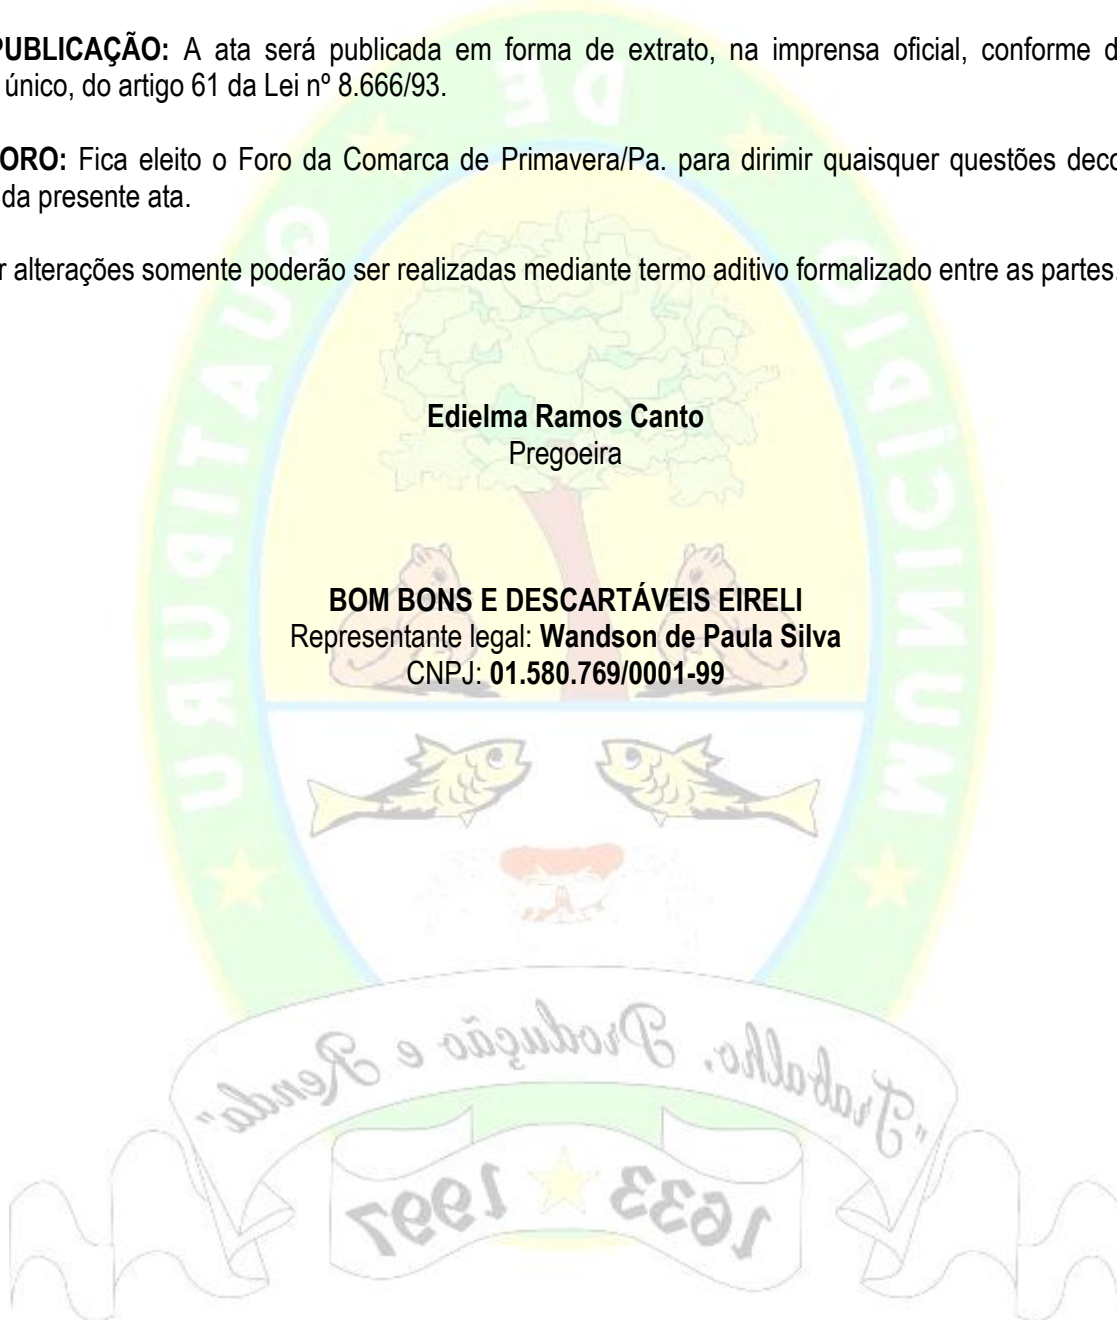 PUBLICAÇÃO: A ata será publicada em forma de extrato, na imprensa oficial, conforme d
único, do artigo 61 da Lei nº 8.666/93.
ORO: Fica eleito o Foro da Comarca de Primavera/Pa. para dirimir quaisquer questões deco
da presente ata.
r alterações somente poderão ser realizadas mediante termo aditivo formalizado entre as partes.
Edielma Ramos Canto
Pregoeira
BOM BONS E DESCARTÁVEIS EIRELI
Representante legal: Wandson de Paula Silva
CNPJ: 01.580.769/0001-99
MUNICÍPIO
DE
QUATIPURU
"Trabalho, Produção e Renda"
1633 1997